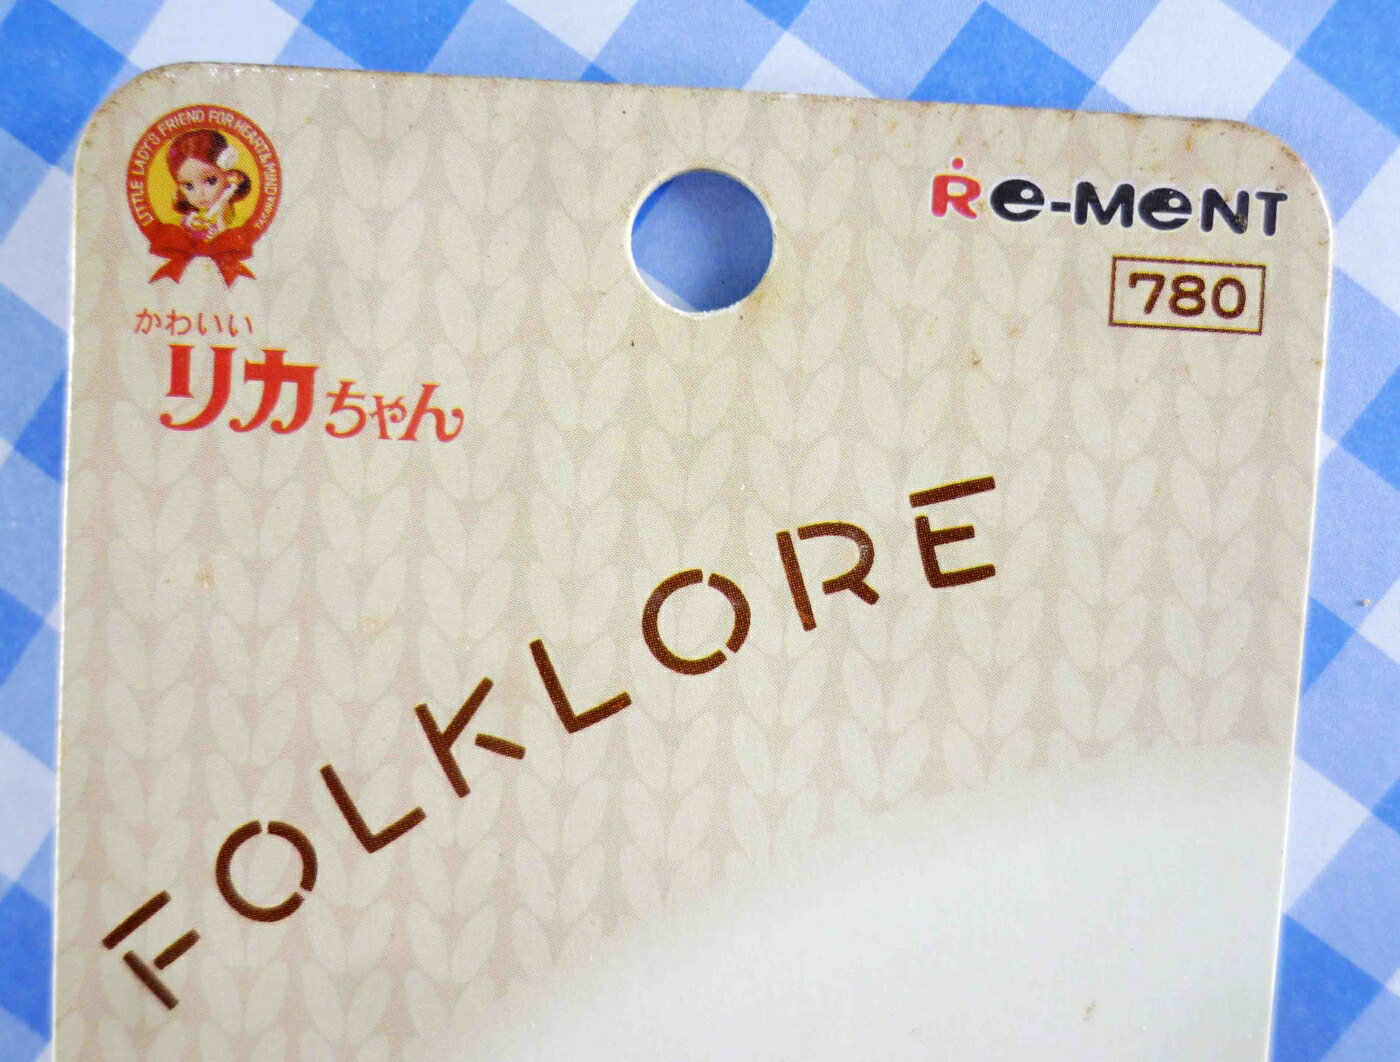 LITTLE LADY'S FRIEND FOR HEART & MIND
TAKARA
かわいい
リカちゃん
Re-MeNT
780
FOLKLORE